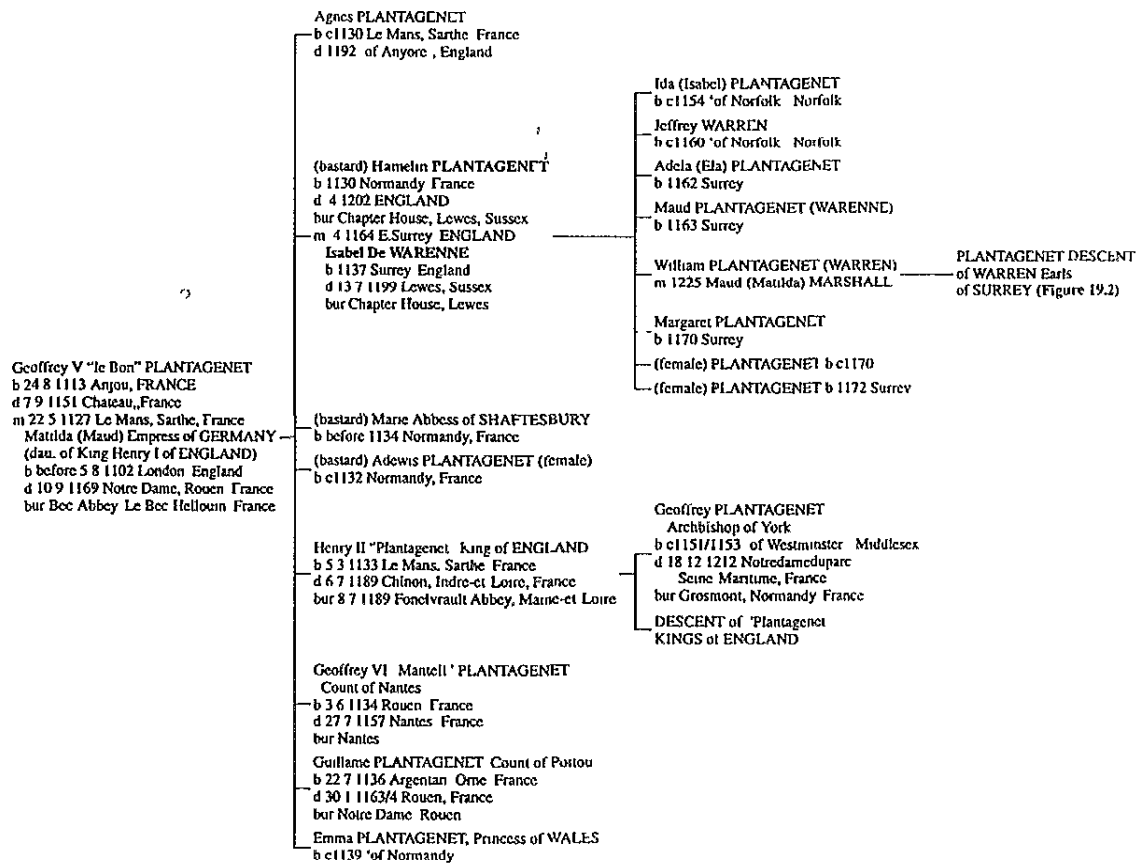 Agnes PLANTAGENET
b c1130 Le Mans, Sarthe France
d 1192 of Anyore , England
Ida (Isabel) PLANTAGENET
b c1154 'of Norfolk Norfolk
Jeffrey WARREN
b c1160 'of Norfolk Norfolk
Adela (Ela) PLANTAGENET
b 1162 Surrey
Maud PLANTAGENET (WARENNE)
b 1163 Surrey
William PLANTAGENET (WARREN)
m 1225 Maud (Matilda) MARSHALL
Margaret PLANTAGENET
b 1170 Surrey
(female) PLANTAGENET b c1170
(female) PLANTAGENET b 1172 Surrey
PLANTAGENET DESCENT
of WARREN Earls
of SURREY (Figure 19.2)
(bastard) Hamelin PLANTAGENET
b 1130 Normandy France
d 4 1202 ENGLAND
bur Chapter House, Lewes, Sussex
m 4 1164 E.Surrey ENGLAND
Isabel De WARENNE
b 1137 Surrey England
d 13 7 1199 Lewes, Sussex
bur Chapter House, Lewes
Geoffrey V "le Bon" PLANTAGENET
b 24 8 1113 Anjou, FRANCE
d 7 9 1151 Chateau,,France
m 22 5 1127 Le Mans, Sarthe, France
Matilda (Maud) Empress of GERMANY
(dau. of King Henry I of ENGLAND)
b before 5 8 1102 London England
d 10 9 1169 Notre Dame, Rouen France
bur Bec Abbey Le Bec Hellouin France
(bastard) Marie Abbess of SHAFTESBURY
b before 1134 Normandy, France
(bastard) Adewis PLANTAGENET (female)
b c1132 Normandy, France
Henry II "Plantagenet King of ENGLAND
b 5 3 1133 Le Mans, Sarthe France
d 6 7 1189 Chinon, Indre-et Loire, France
bur 8 7 1189 Fonelvrault Abbey, Maine-et Loire
Geoffrey PLANTAGENET
Archbishop of York
b c1151/1153 of Westminster Middlesex
d 18 12 1212 Notredameduparc
Seine Maritime, France
bur Grosmont, Normandy France
DESCENT of 'Plantagenet
KINGS of ENGLAND
Geoffrey VI Mantell' PLANTAGENET
Count of Nantes
b 3 6 1134 Rouen France
d 27 7 1157 Nantes France
bur Nantes
Guillame PLANTAGENET Count of Poitou
b 22 7 1136 Argentan Orne France
d 30 1 1163/4 Rouen, France
bur Notre Dame Rouen
Emma PLANTAGENET, Princess of WALES
b c1139 'of Normandy